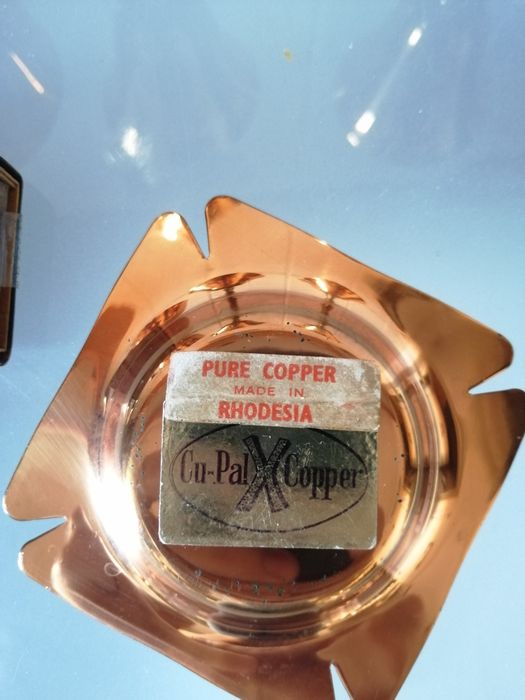 PURE COPPER
MADE IN
RHODESIA
Cu-Pal X Copper